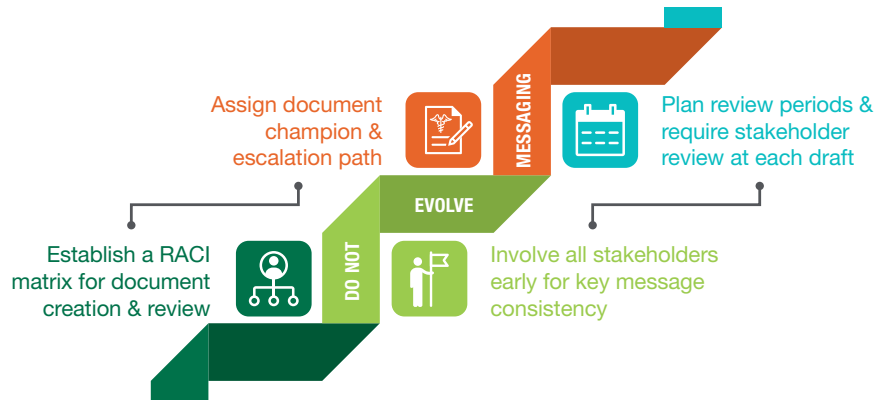 Assign document
champion &
escalation path
MESSAGING
Plan review periods &
require stakeholder
review at each draft
EVOLVE
Establish a RACI
matrix for document
creation & review
DO NOT
Involve all stakeholders
early for key message
consistency